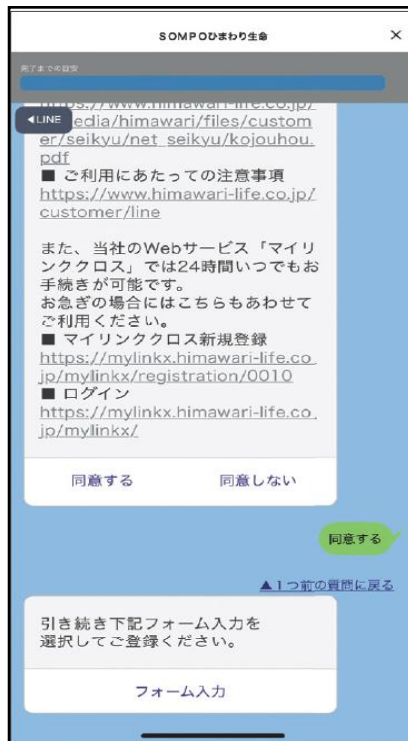 SOMPOひまわり生命
×
完了までの目安
◀LINE
https://www.himawari-life.co.jp/
edia/himawari/files/custom
er/seikyu/net_seikyu/kojouhou.
pdf
■ ご利用にあたっての注意事項
https://www.himawari-life.co.jp/
customer/line
また、当社のWebサービス「マイリ
ンククロス」では24時間いつでもお
手続きが可能です。
お急ぎの場合にはこちらもあわせて
ご利用ください。
■ マイリンククロス新規登録
https://mylinkx.himawari-life.co.
jp/mylinkx/registration/0010
■ ログイン
https://mylinkx.himawari-life.co.
jp/mylinkx/
同意する 同意しない
同意する
▲1つ前の質問に戻る
引き続き下記フォーム入力を
選択してご登録ください。
フォーム入力